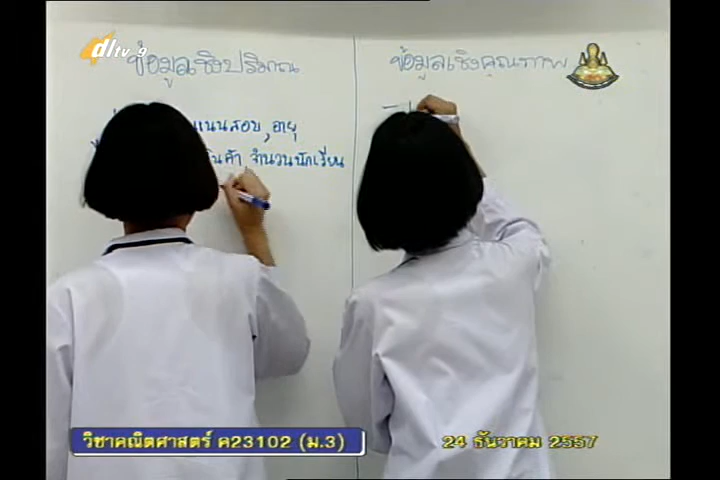 dltv 9
ข้อมูลเชิงปริมาณ
ข้อมูลเชิงคุณภาพ
แนนสอบ , อายุ
นค้า จำนวนนักเรียน
วิชาคณิตศาสตร์ ค23102 (ม.3)
24 ธันวาคม 2557